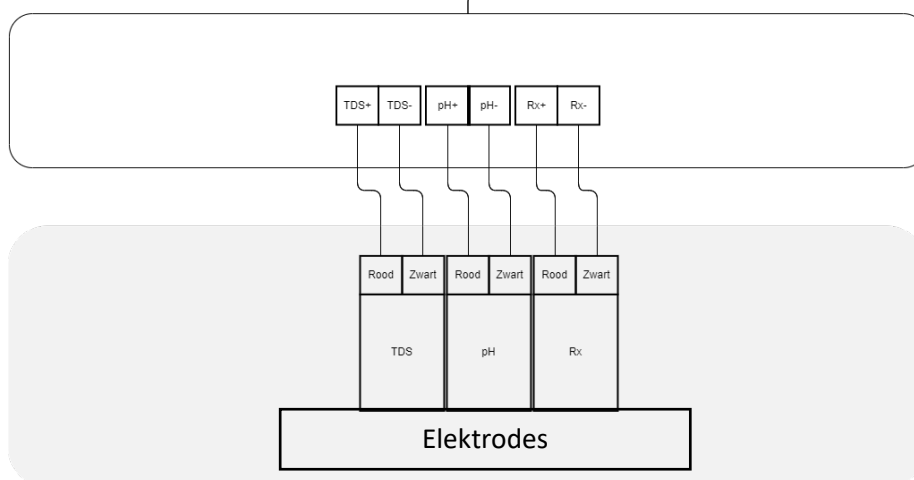 TDS+ TDS- pH+ pH- Rx+ Rx-
Rood Zwart Rood Zwart Rood Zwart
TDS pH Rx
Elektrodes